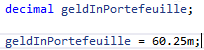 decimal geldInPortefeuille;
geldInPortefeuille = 60.25m;